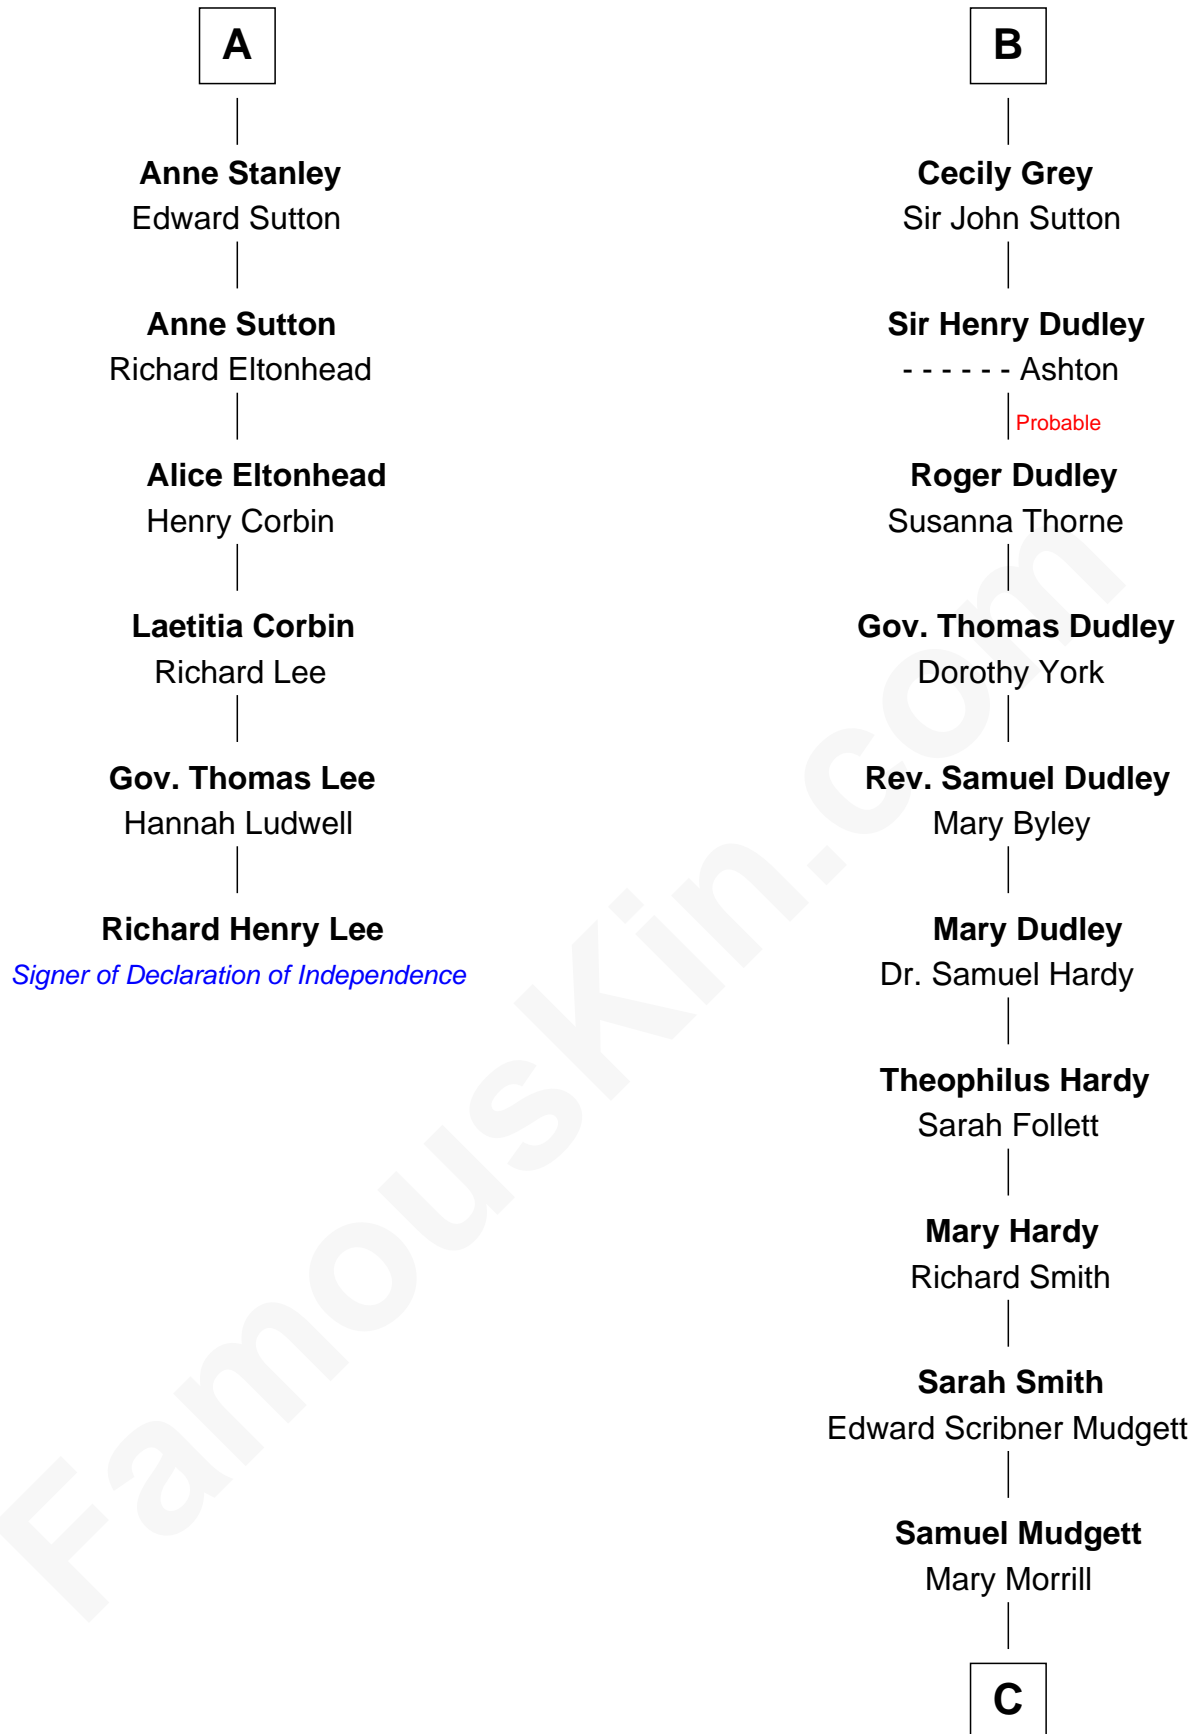 A
Anne Stanley
Edward Sutton
Anne Sutton
Richard Eltonhead
Alice Eltonhead
Henry Corbin
Laetitia Corbin
Richard Lee
Gov. Thomas Lee
Hannah Ludwell
Richard Henry Lee
Signer of Declaration of Independence
B
Cecily Grey
Sir John Sutton
Sir Henry Dudley
- - - - - - Ashton
Probable
Roger Dudley
Susanna Thorne
Gov. Thomas Dudley
Dorothy York
Rev. Samuel Dudley
Mary Byley
Mary Dudley
Dr. Samuel Hardy
Theophilus Hardy
Sarah Follett
Mary Hardy
Richard Smith
Sarah Smith
Edward Scribner Mudgett
Samuel Mudgett
Mary Morrill
C
FamousKin.com